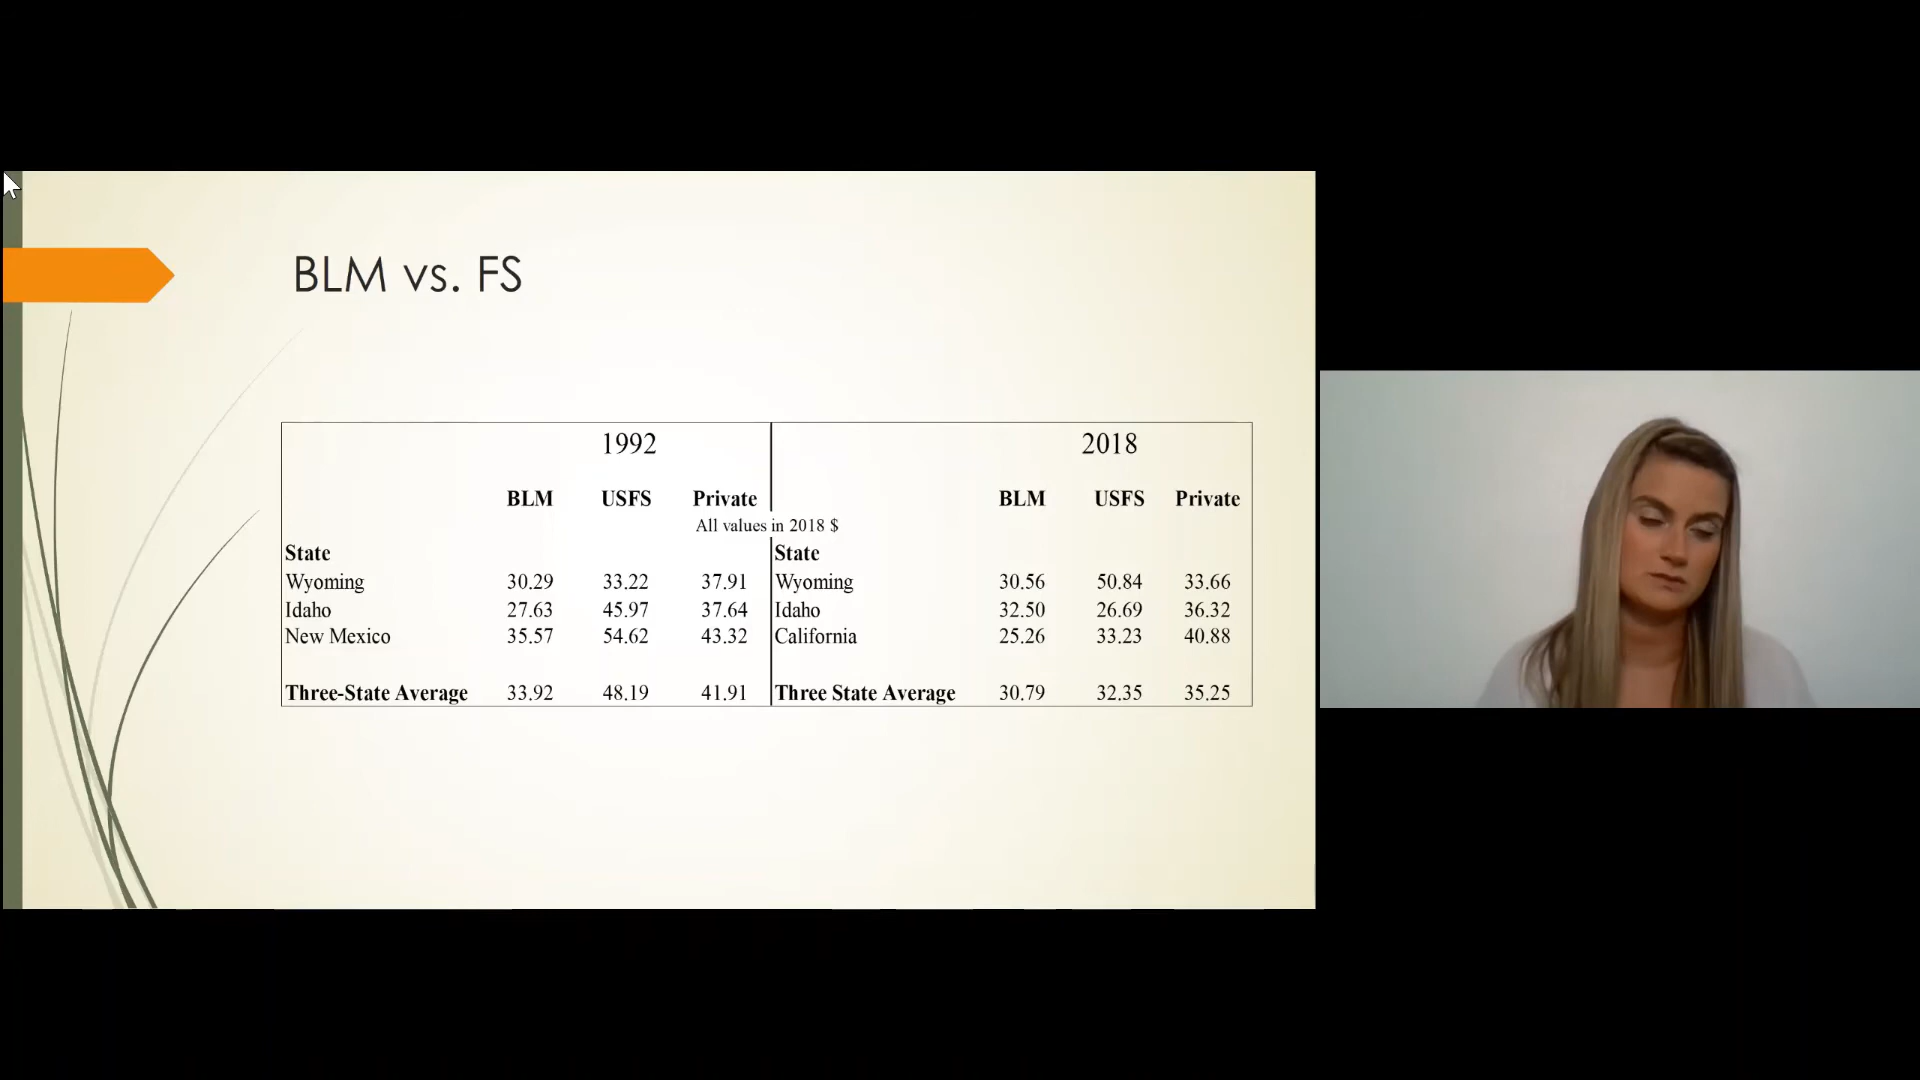 BLM vs. FS
1992 2018
BLM USFS Private BLM USFS Private
All values in 2018 $
State State
Wyoming 30.29 33.22 37.91 Wyoming 30.56 50.84 33.66
Idaho 27.63 45.97 37.64 Idaho 32.50 26.69 36.32
New Mexico 35.57 54.62 43.32 California 25.26 33.23 40.88
Three-State Average 33.92 48.19 41.91 Three State Average 30.79 32.35 35.25